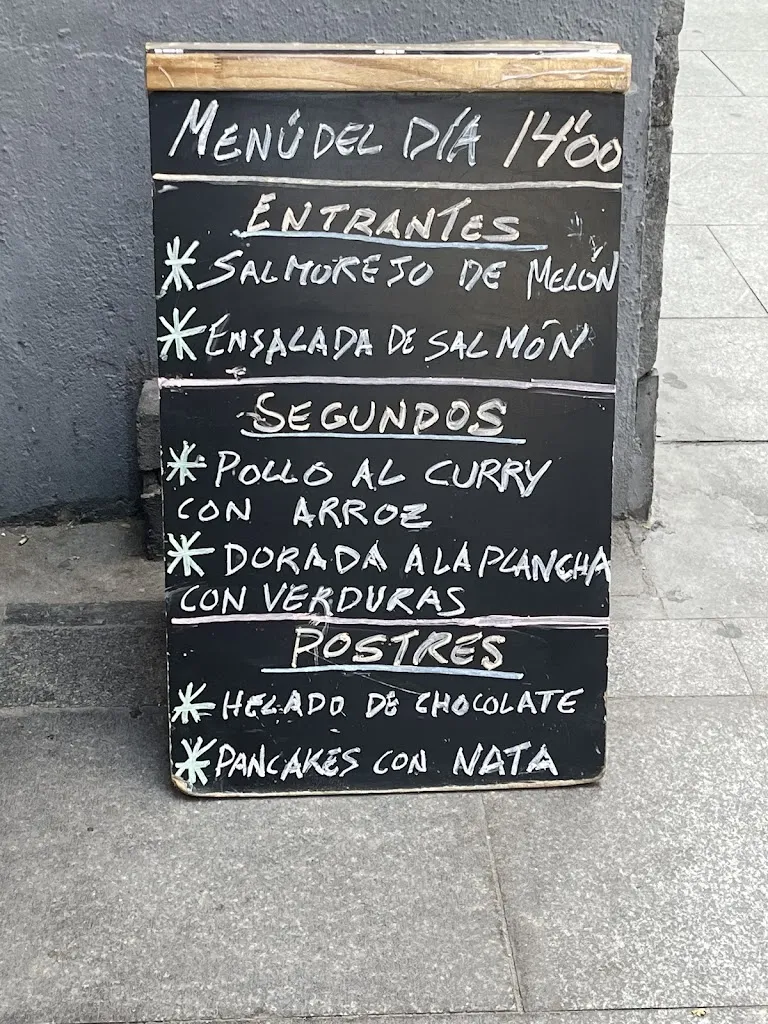 MENÚ DEL DÍA 14'00
ENTRANTES
* SALMOREJO DE MELÓN
* ENSALADA DE SALMÓN
SEGUNDOS
* POLLO AL CURRY
CON ARROZ
* DORADA A LA PLANCHA
CON VERDURAS
POSTRES
* HELADO DE CHOCOLATE
* PANCAKES CON NATA